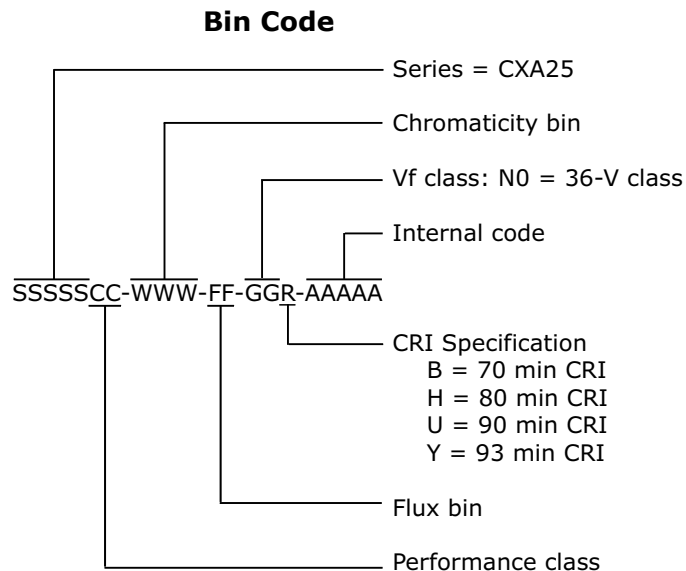 Bin Code
Series = CXA25
Chromaticity bin
Vf class: N0 = 36-V class
Internal code
SSSSSCC-WWW-FF-GGR-AAAAA
CRI Specification
B = 70 min CRI
H = 80 min CRI
U = 90 min CRI
Y = 93 min CRI
Flux bin
Performance class